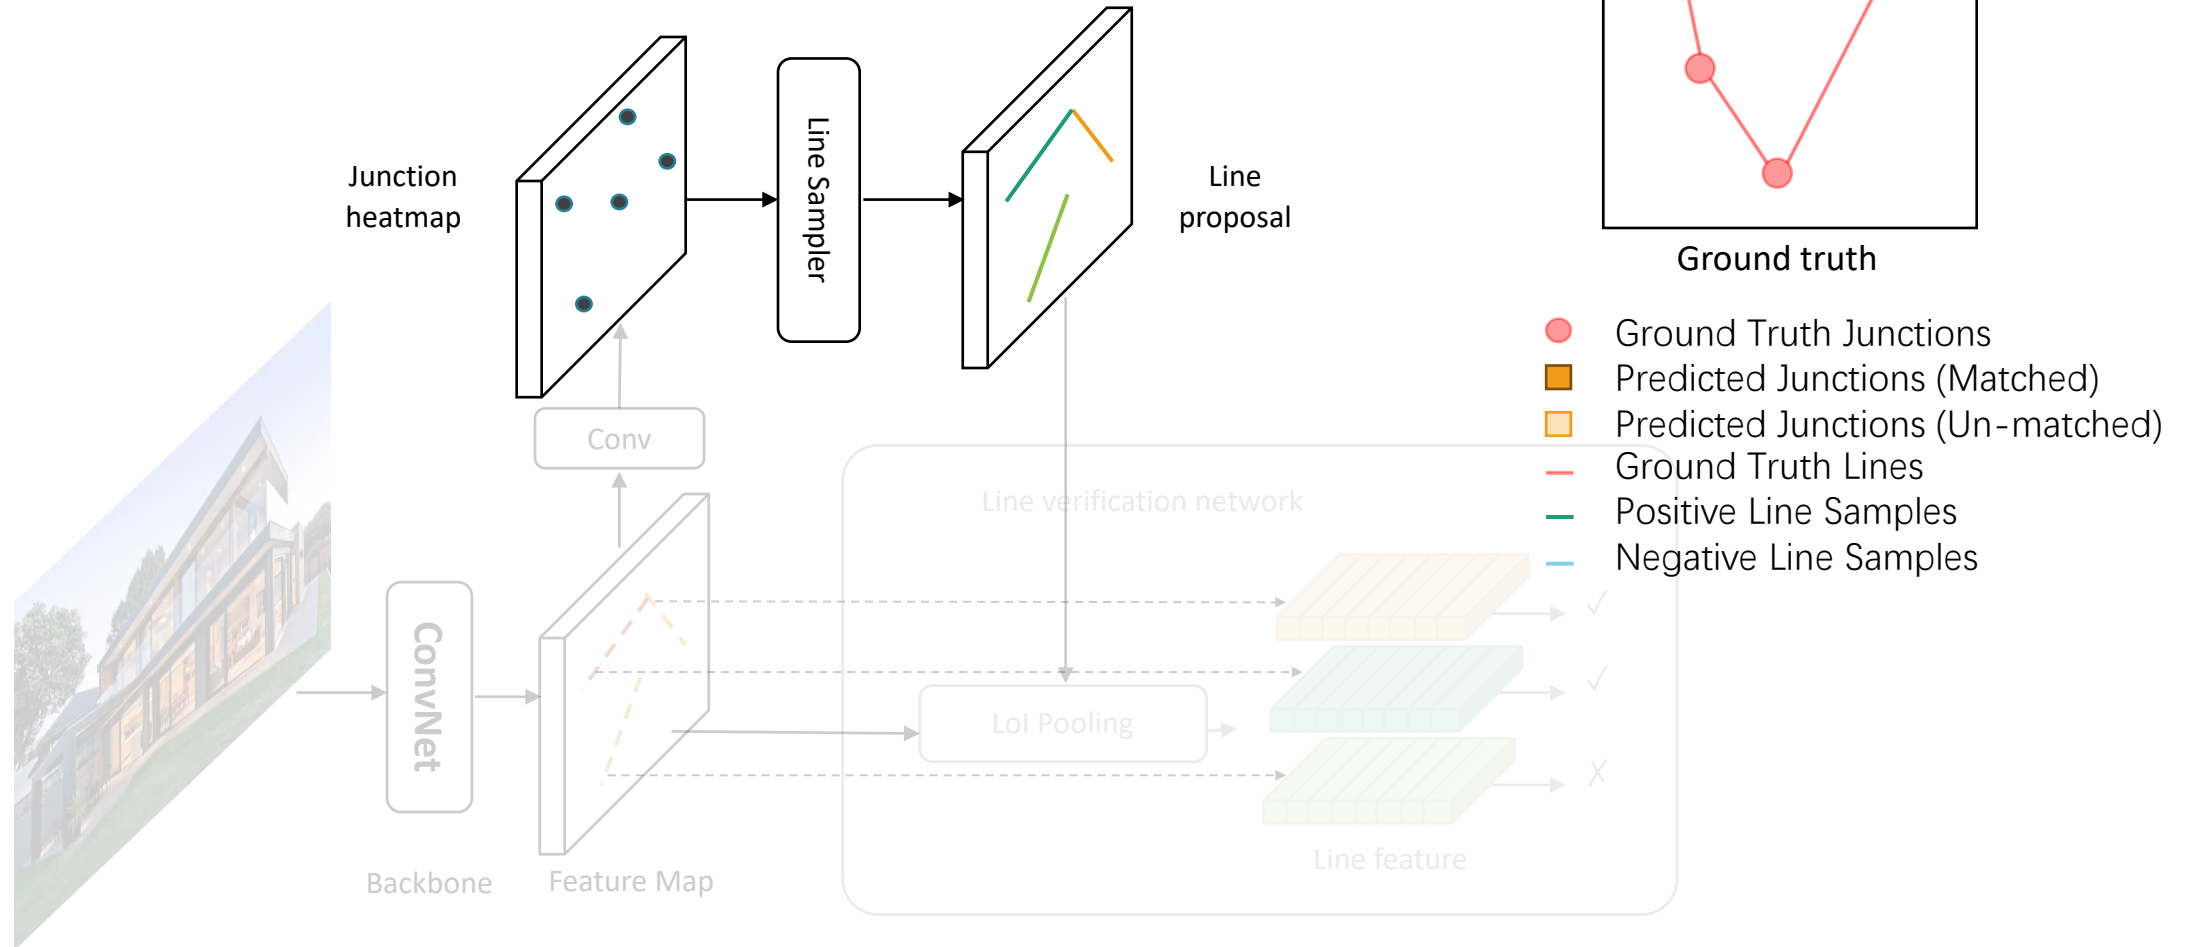 Junction
heatmap
Line Sampler
Line
proposal
Ground truth
Ground Truth Junctions
Predicted Junctions (Matched)
Predicted Junctions (Un-matched)
Ground Truth Lines
Positive Line Samples
Negative Line Samples
Conv
Line verification network
ConvNet
LoI Pooling
Line feature
Backbone
Feature Map